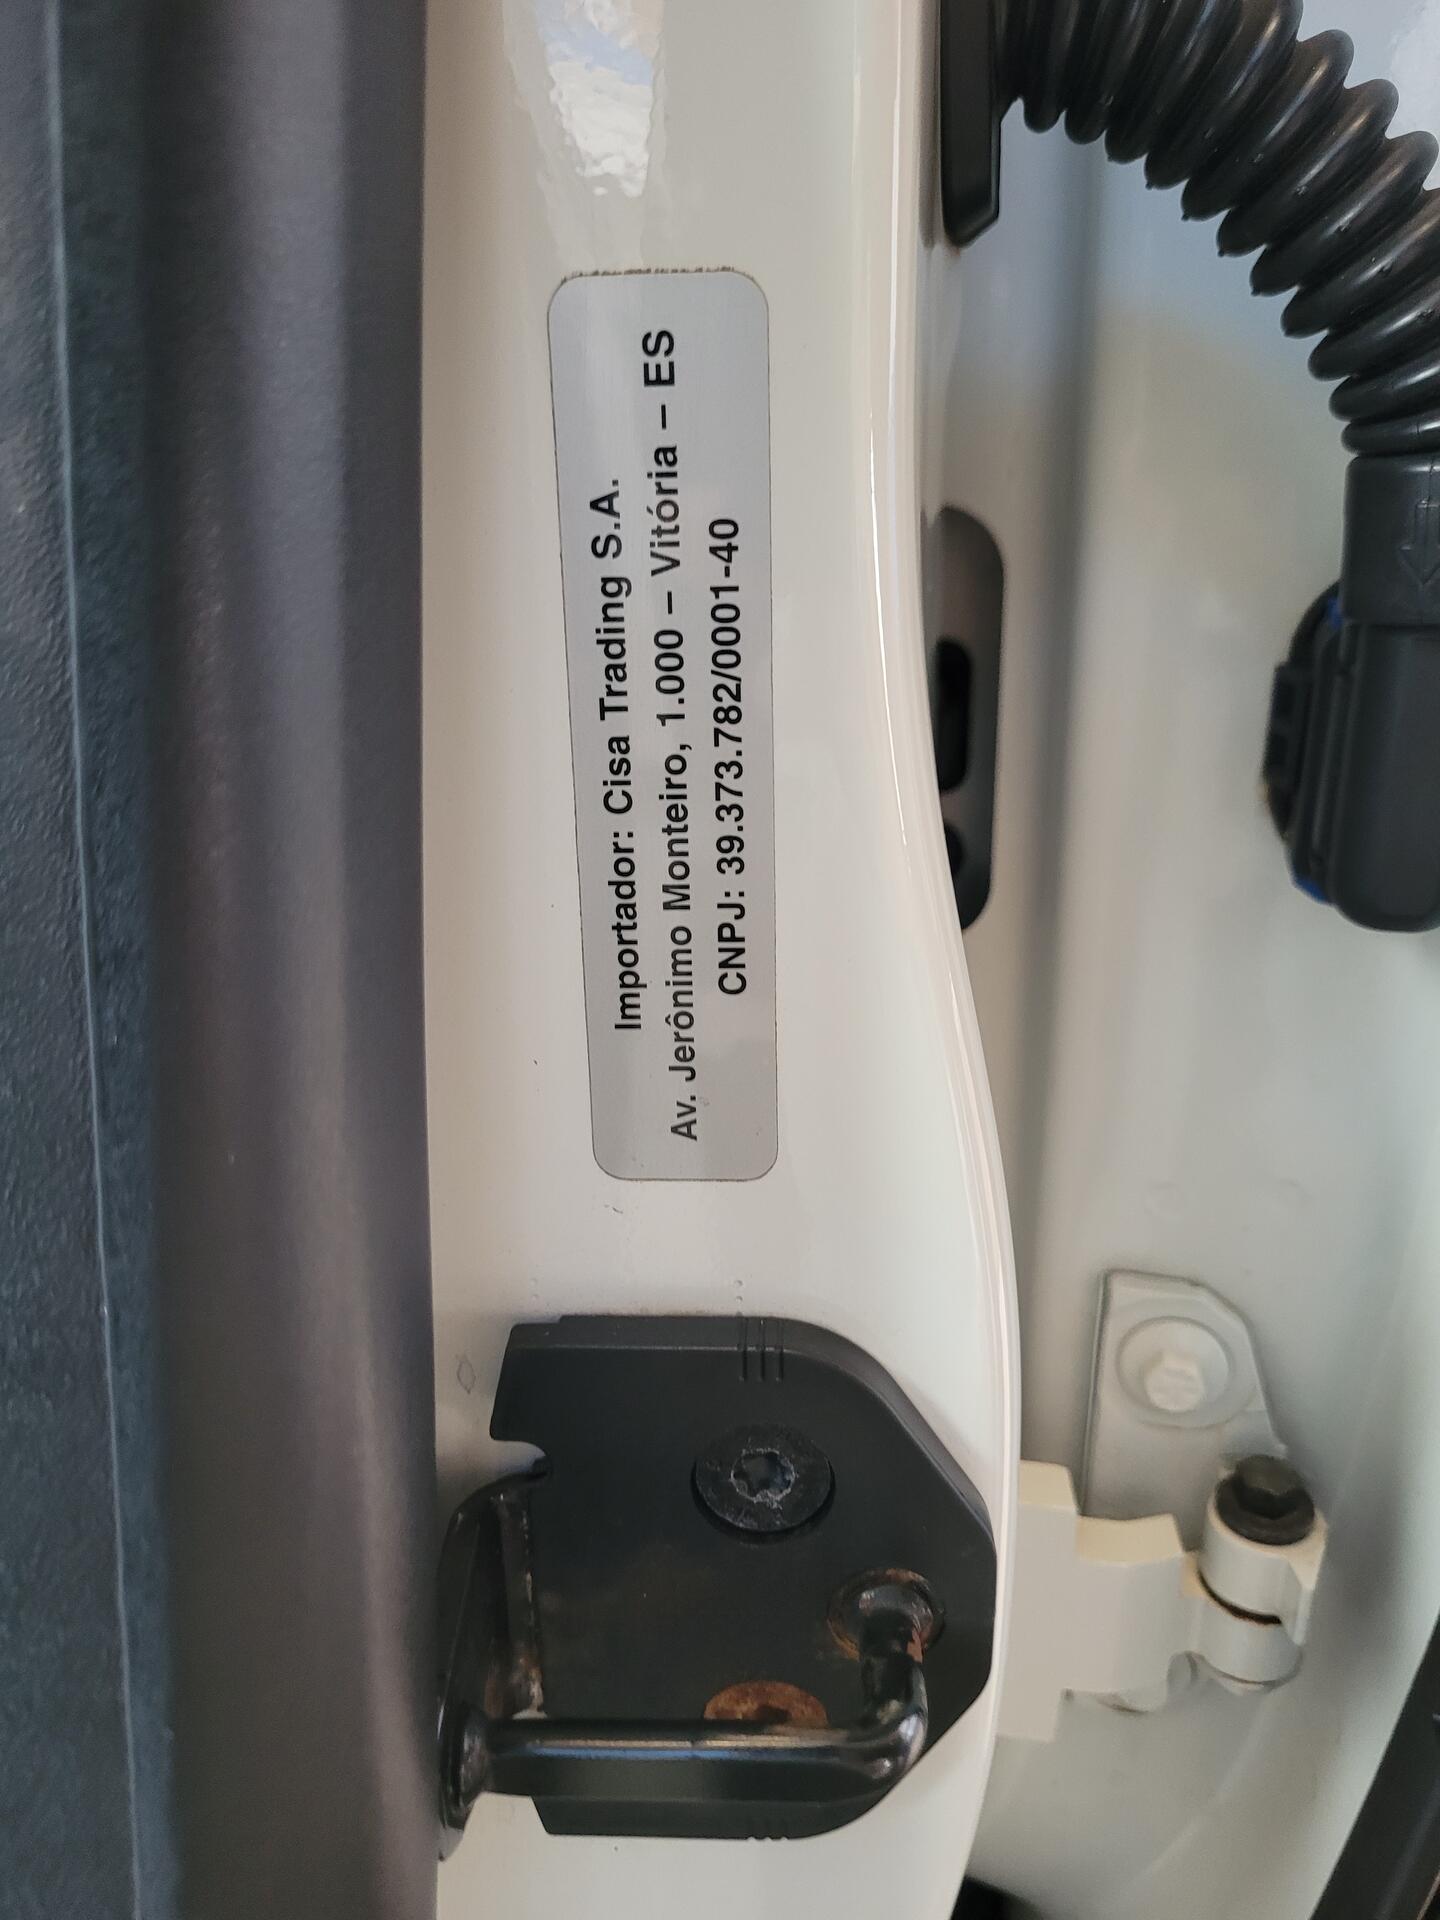 Importador: Cisa Trading S.A.
Av. Jerônimo Monteiro, 1.000 – Vitória – ES
CNPJ: 39.373.782/0001-40